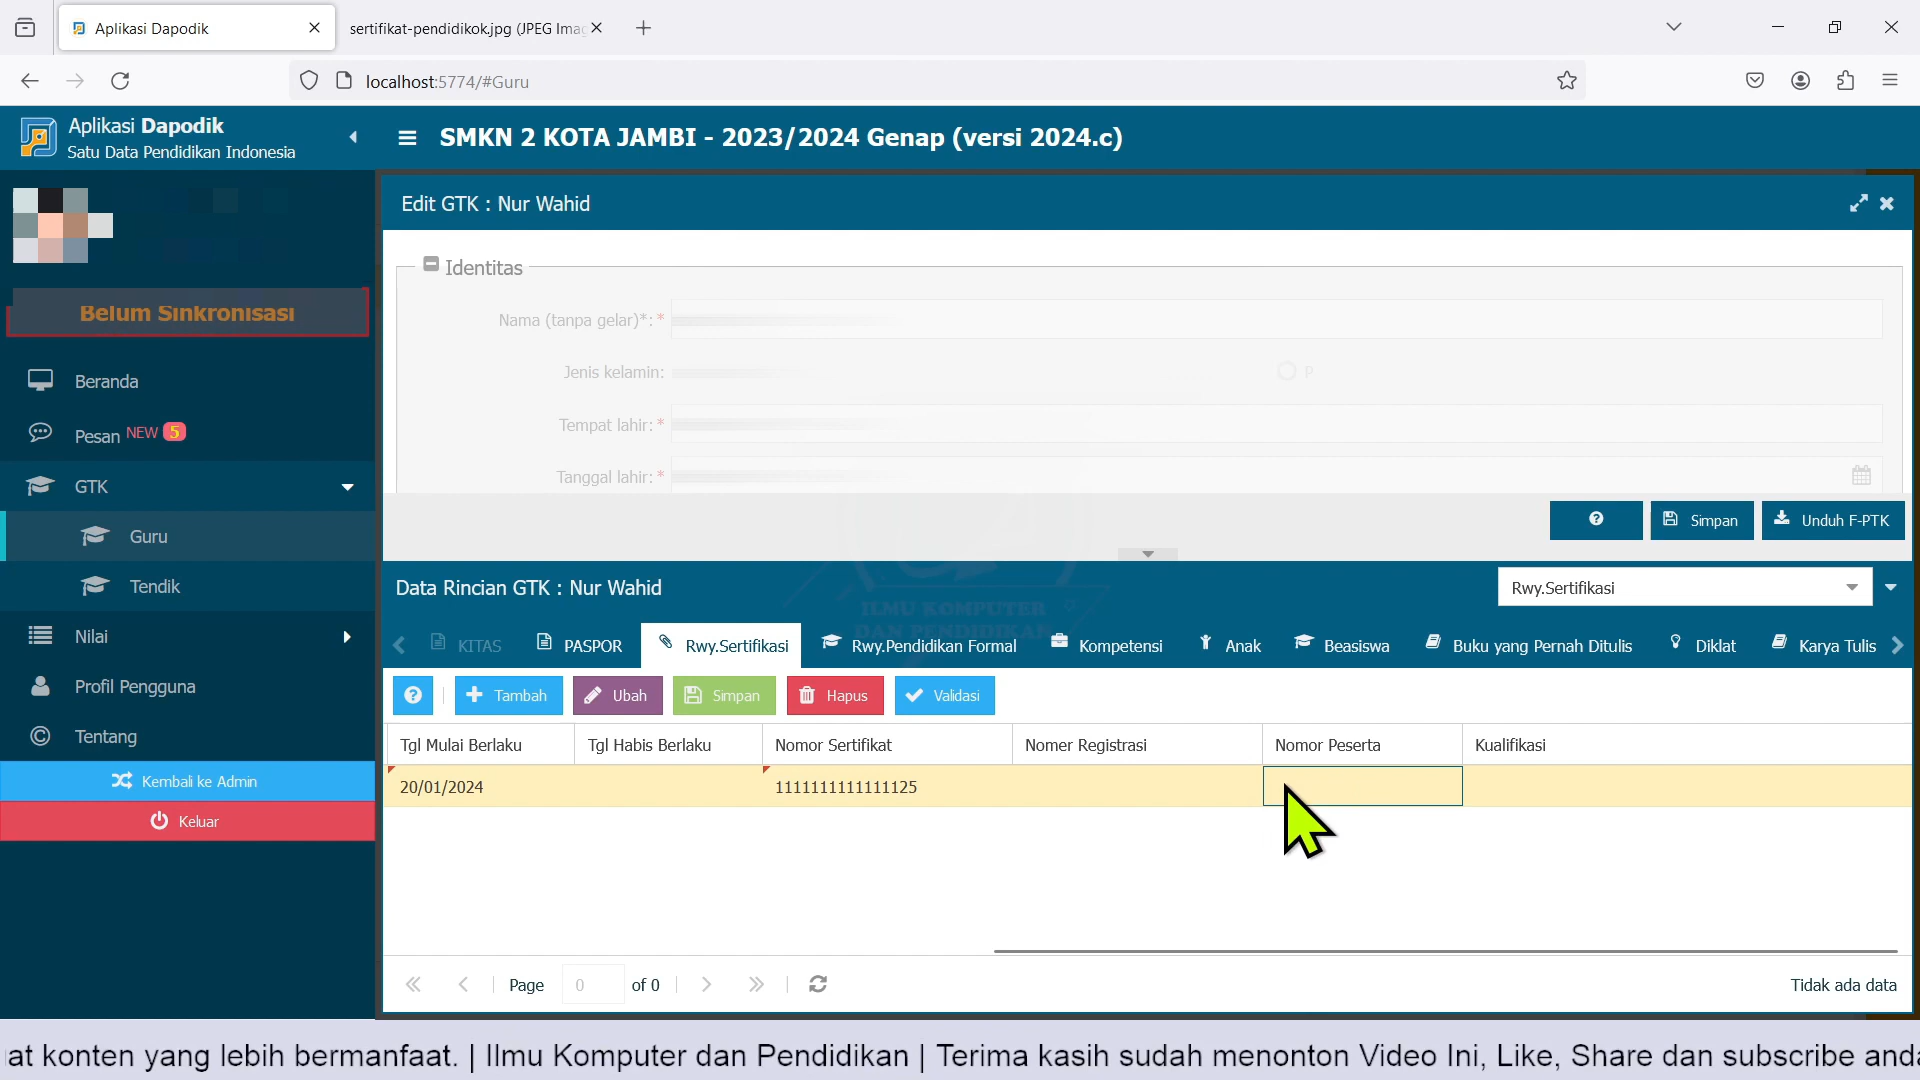 Aplikasi Dapodik
sertifikat-pendidikok.jpg (JPEG Imag
localhost:5774/#Guru
Aplikasi Dapodik
Satu Data Pendidikan Indonesia
SMKN 2 KOTA JAMBI - 2023/2024 Genap (versi 2024.c)
Edit GTK : Nur Wahid
Belum Sinkronisasi
Beranda
Pesan NEW 5
GTK
Guru
Tendik
Nilai
Profil Pengguna
Tentang
Kembali ke Admin
Keluar
Identitas
Nama (tanpa gelar)*: *
Jenis kelamin:
P
Tempat lahir: *
Tanggal lahir: *
Simpan
Unduh F-PTK
Data Rincian GTK : Nur Wahid
Rwy.Sertifikasi
ILMU KOMPUTER
DAN PENDIDIKAN
KITAS
PASPOR
Rwy.Sertifikasi
Rwy.Pendidikan Formal
Kompetensi
Anak
Beasiswa
Buku yang Pernah Ditulis
Diklat
Karya Tulis
Tambah
Ubah
Simpan
Hapus
Validasi
Tgl Mulai Berlaku
Tgl Habis Berlaku
Nomor Sertifikat
Nomer Registrasi
Nomor Peserta
Kualifikasi
20/01/2024
1111111111111125
Page 0 of 0
Tidak ada data
at konten yang lebih bermanfaat. | Ilmu Komputer dan Pendidikan | Terima kasih sudah menonton Video Ini, Like, Share dan subscribe anda